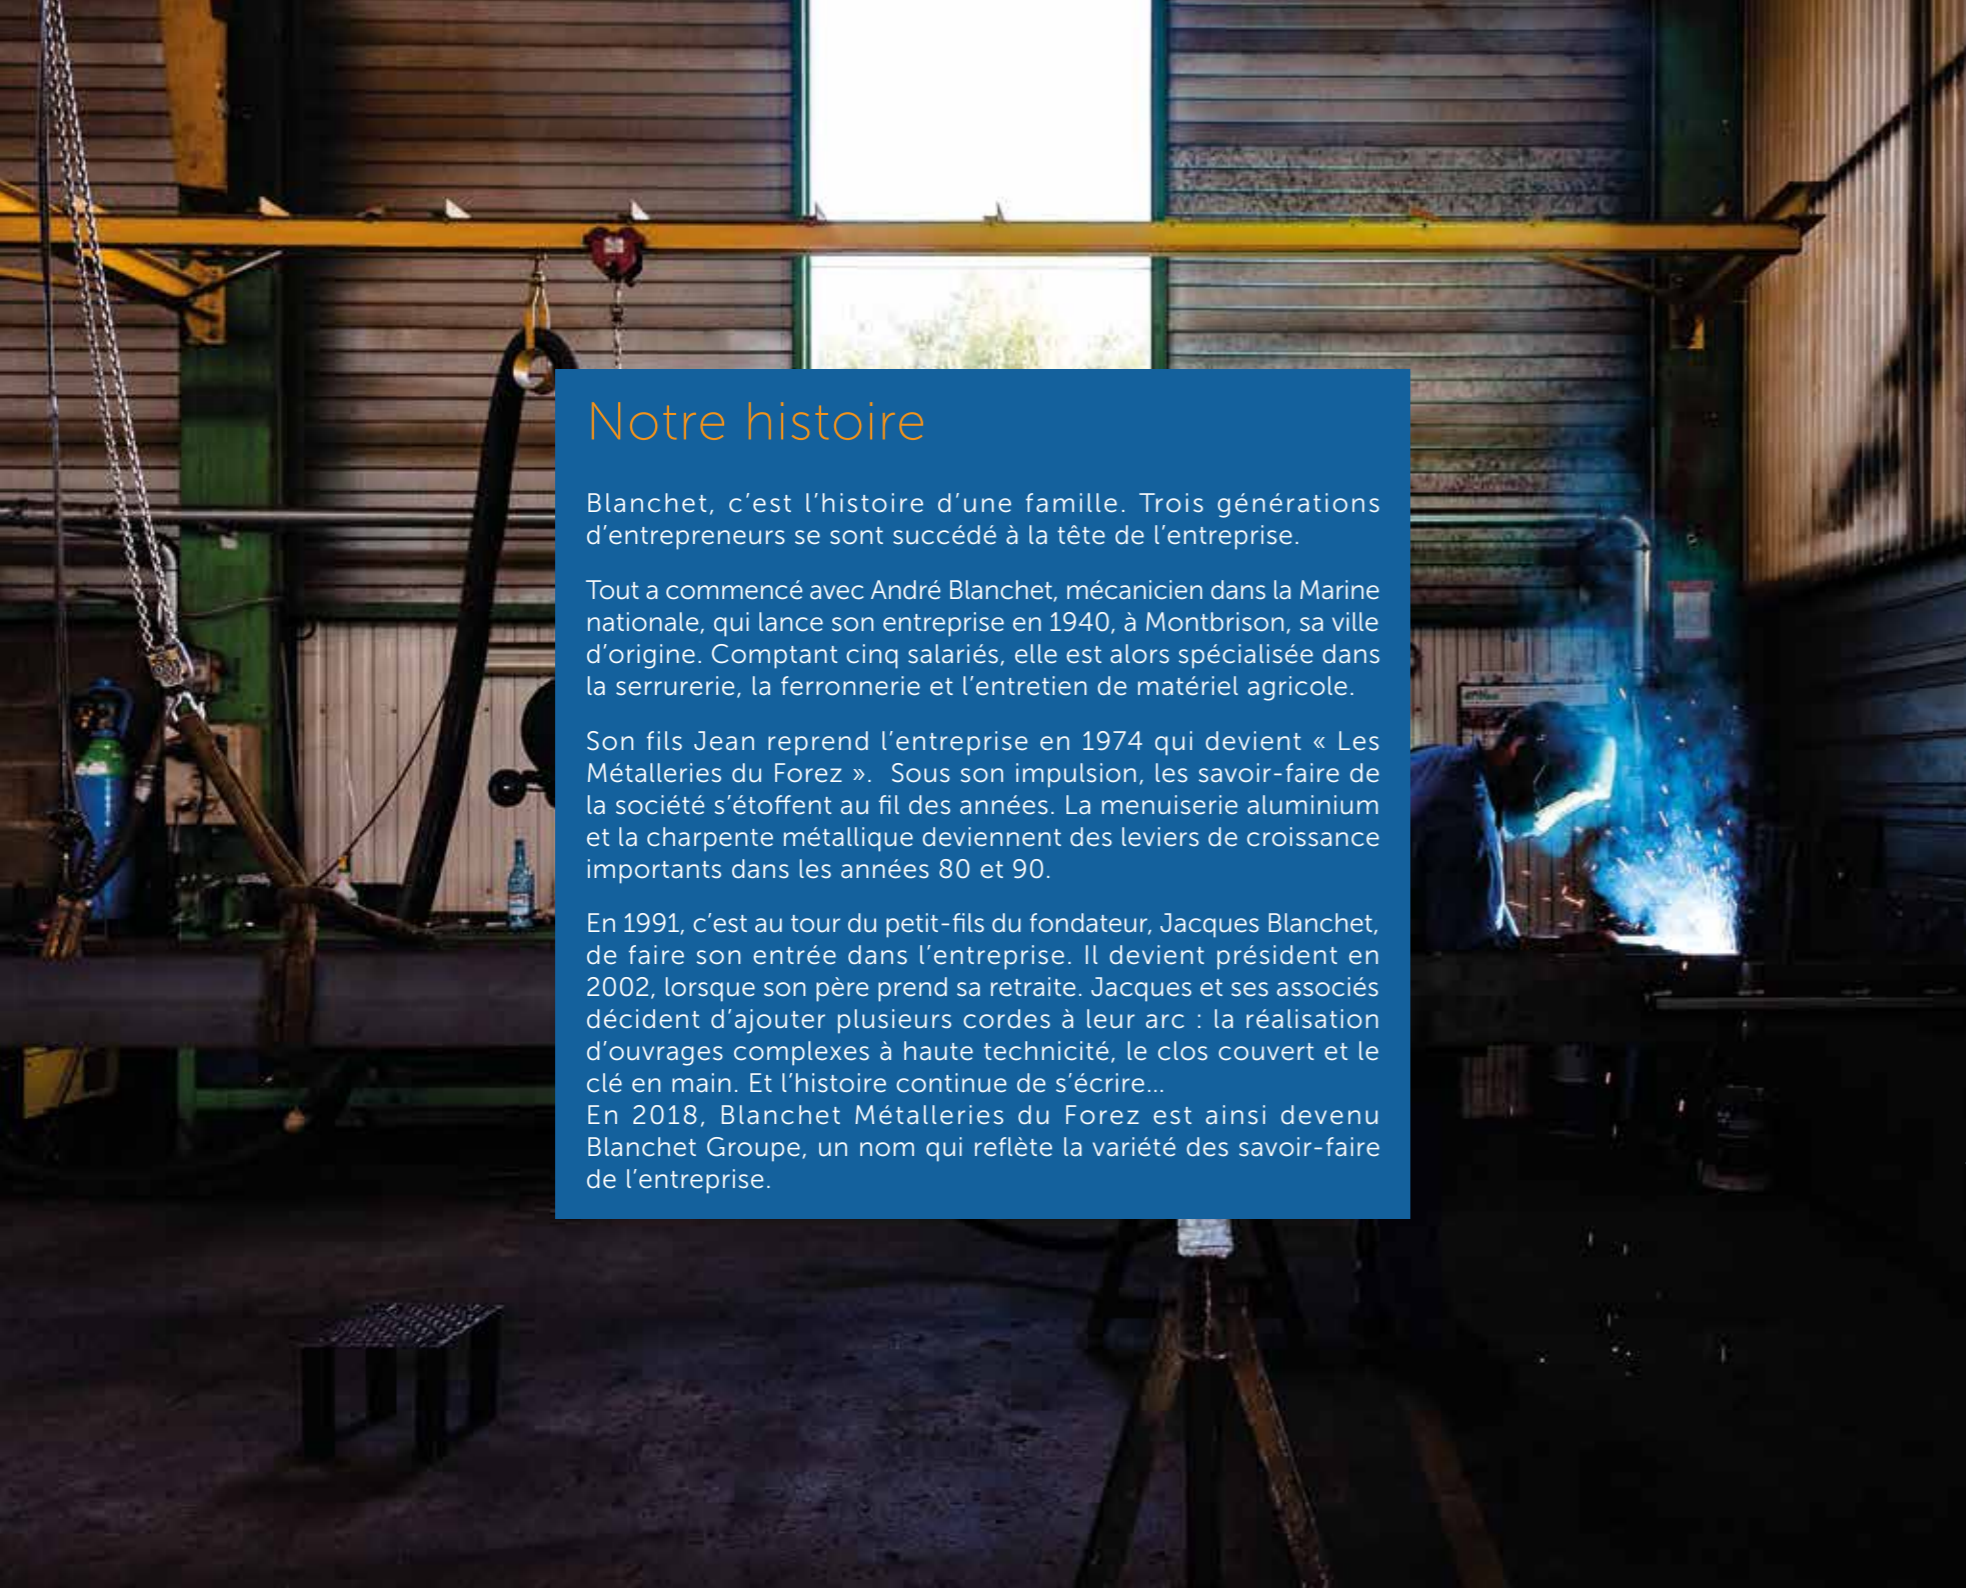 Notre histoire
Blanchet, c’est l’histoire d’une famille. Trois générations
d’entrepreneurs se sont succédé à la tête de l’entreprise.
Tout a commencé avec André Blanchet, mécanicien dans la Marine
nationale, qui lance son entreprise en 1940, à Montbrison, sa ville
d’origine. Comptant cinq salariés, elle est alors spécialisée dans
la serrurerie, la ferronnerie et l’entretien de matériel agricole.
Son fils Jean reprend l’entreprise en 1974 qui devient « Les
Métalleries du Forez ». Sous son impulsion, les savoir-faire de
la société s’étoffent au fil des années. La menuiserie aluminium
et la charpente métallique deviennent des leviers de croissance
importants dans les années 80 et 90.
En 1991, c’est au tour du petit-fils du fondateur, Jacques Blanchet,
de faire son entrée dans l’entreprise. Il devient président en
2002, lorsque son père prend sa retraite. Jacques et ses associés
décident d’ajouter plusieurs cordes à leur arc : la réalisation
d’ouvrages complexes à haute technicité, le clos couvert et le
clé en main. Et l’histoire continue de s’écrire...
En 2018, Blanchet Métalleries du Forez est ainsi devenu
Blanchet Groupe, un nom qui reflète la variété des savoir-faire
de l’entreprise.